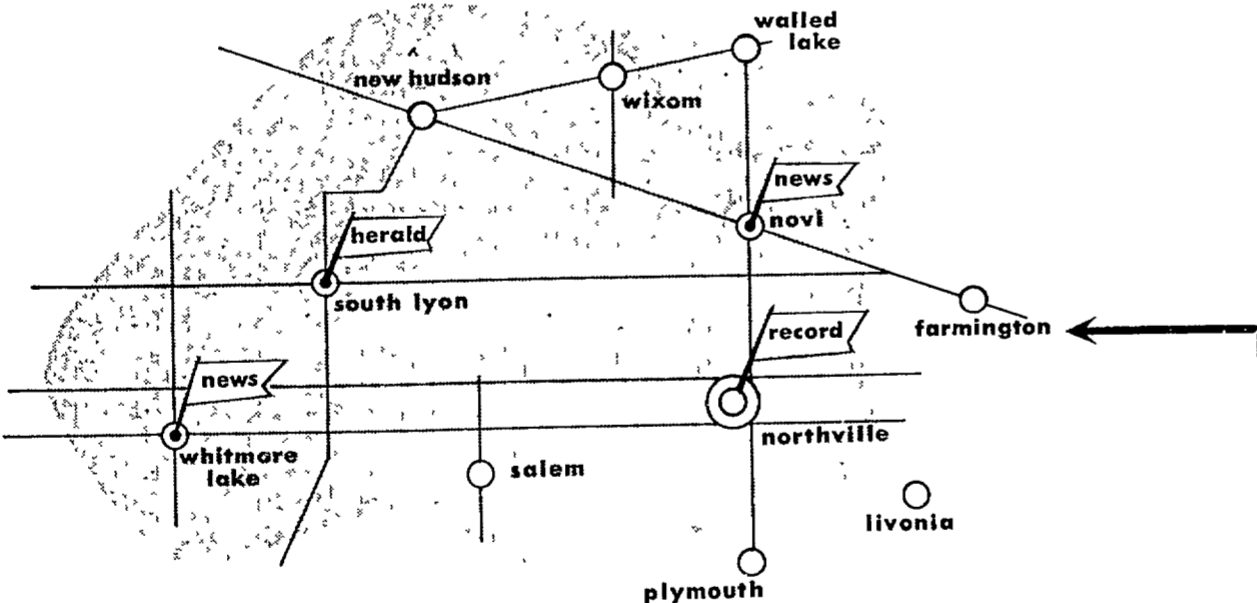 walled
lake
new hudson
wixom
news
novi
herald
south lyon
farmington
record
news
northville
whitmore
lake
salem
livonia
plymouth